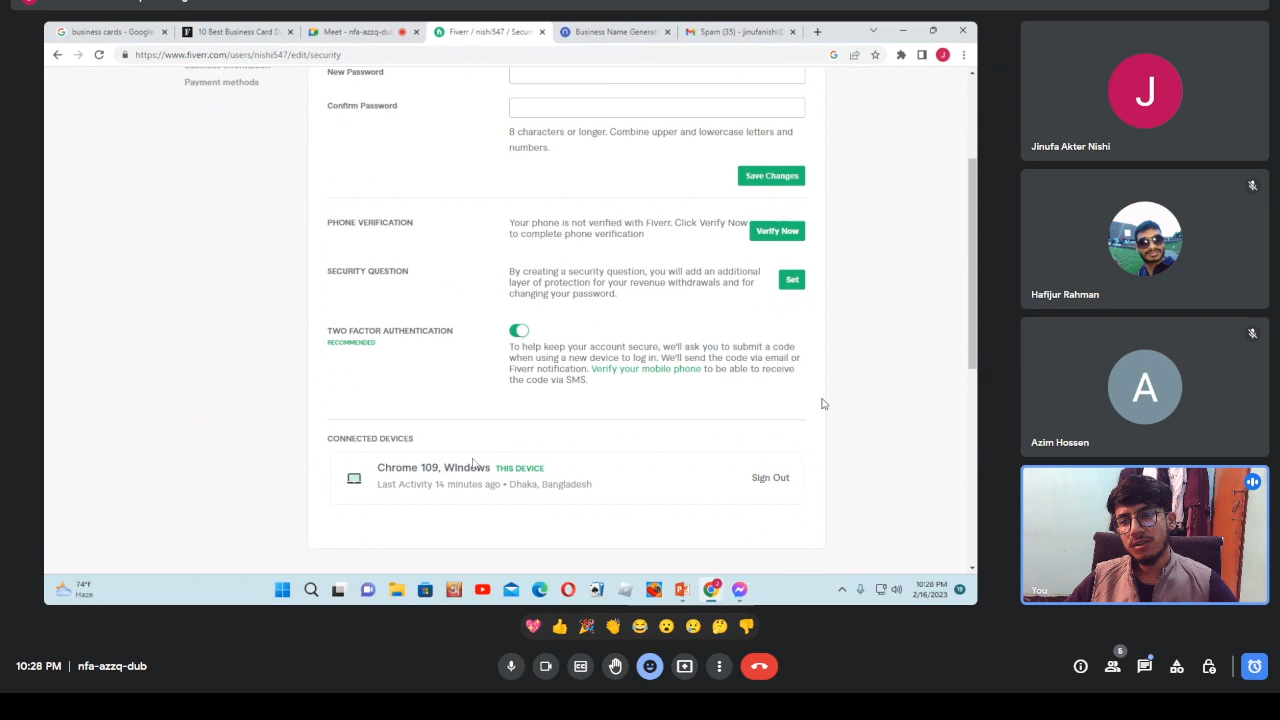 business cards - Google
10 Best Business Card D
Meet - nfa-azzq-dub
Fiverr / nishi547 / Secur
Business Name Generat
Spam (35) - jinufanishi@
https://www.fiverr.com/users/nishi547/edit/security
J
Payment methods
New Password
Confirm Password
8 characters or longer. Combine upper and lowercase letters and
numbers.
Save Changes
PHONE VERIFICATION
Your phone is not verified with Fiverr. Click Verify Now
to complete phone verification
Verify Now
SECURITY QUESTION
By creating a security question, you will add an additional
layer of protection for your revenue withdrawals and for
changing your password.
Set
TWO FACTOR AUTHENTICATION
RECOMMENDED
To help keep your account secure, we'll ask you to submit a code
when using a new device to log in. We'll send the code via email or
Fiverr notification. Verify your mobile phone to be able to receive
the code via SMS.
CONNECTED DEVICES
Chrome 109, Windows THIS DEVICE
Last Activity 14 minutes ago • Dhaka, Bangladesh
Sign Out
74°F
Haze
10:28 PM
2/16/2023
J
Jinufa Akter Nishi
Hafijur Rahman
A
Azim Hossen
You
10:28 PM | nfa-azzq-dub
6